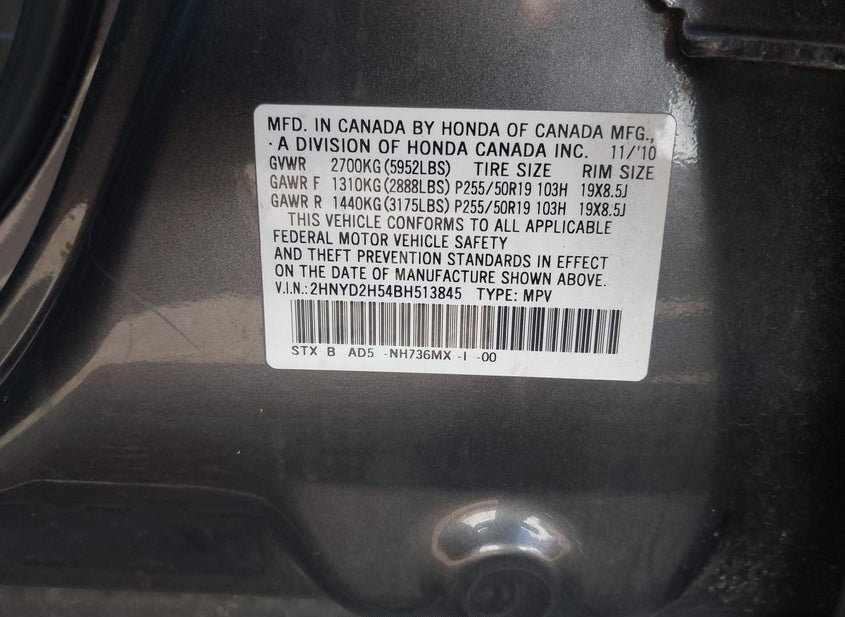 MFD. IN CANADA BY HONDA OF CANADA MFG.,
· A DIVISION OF HONDA CANADA INC. 11/'10
GVWR 2700KG (5952LBS) TIRE SIZE RIM SIZE
GAWR F 1310KG (2888LBS) P255/50R19 103H 19X8.5J
GAWR R 1440KG (3175LBS) P255/50R19 103H 19X8.5J
THIS VEHICLE CONFORMS TO ALL APPLICABLE
FEDERAL MOTOR VEHICLE SAFETY
AND THEFT PREVENTION STANDARDS IN EFFECT
ON THE DATE OF MANUFACTURE SHOWN ABOVE.
V.I.N.: 2HNYD2H54BH513845 TYPE: MPV
STX B AD5 -NH736MX -I -00